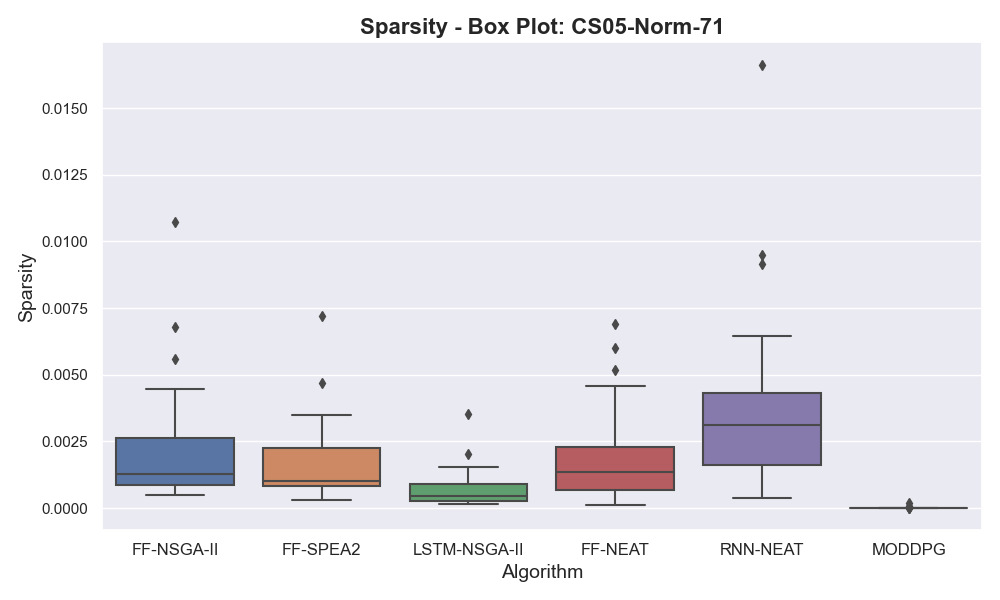 Sparsity - Box Plot: CS05-Norm-71
0.0150
0.0125
0.0100
0.0075
0.0050
0.0025
0.0000
Sparsity
FF-NSGA-II FF-SPEA2 LSTM-NSGA-II FF-NEAT RNN-NEAT MODDPG
Algorithm